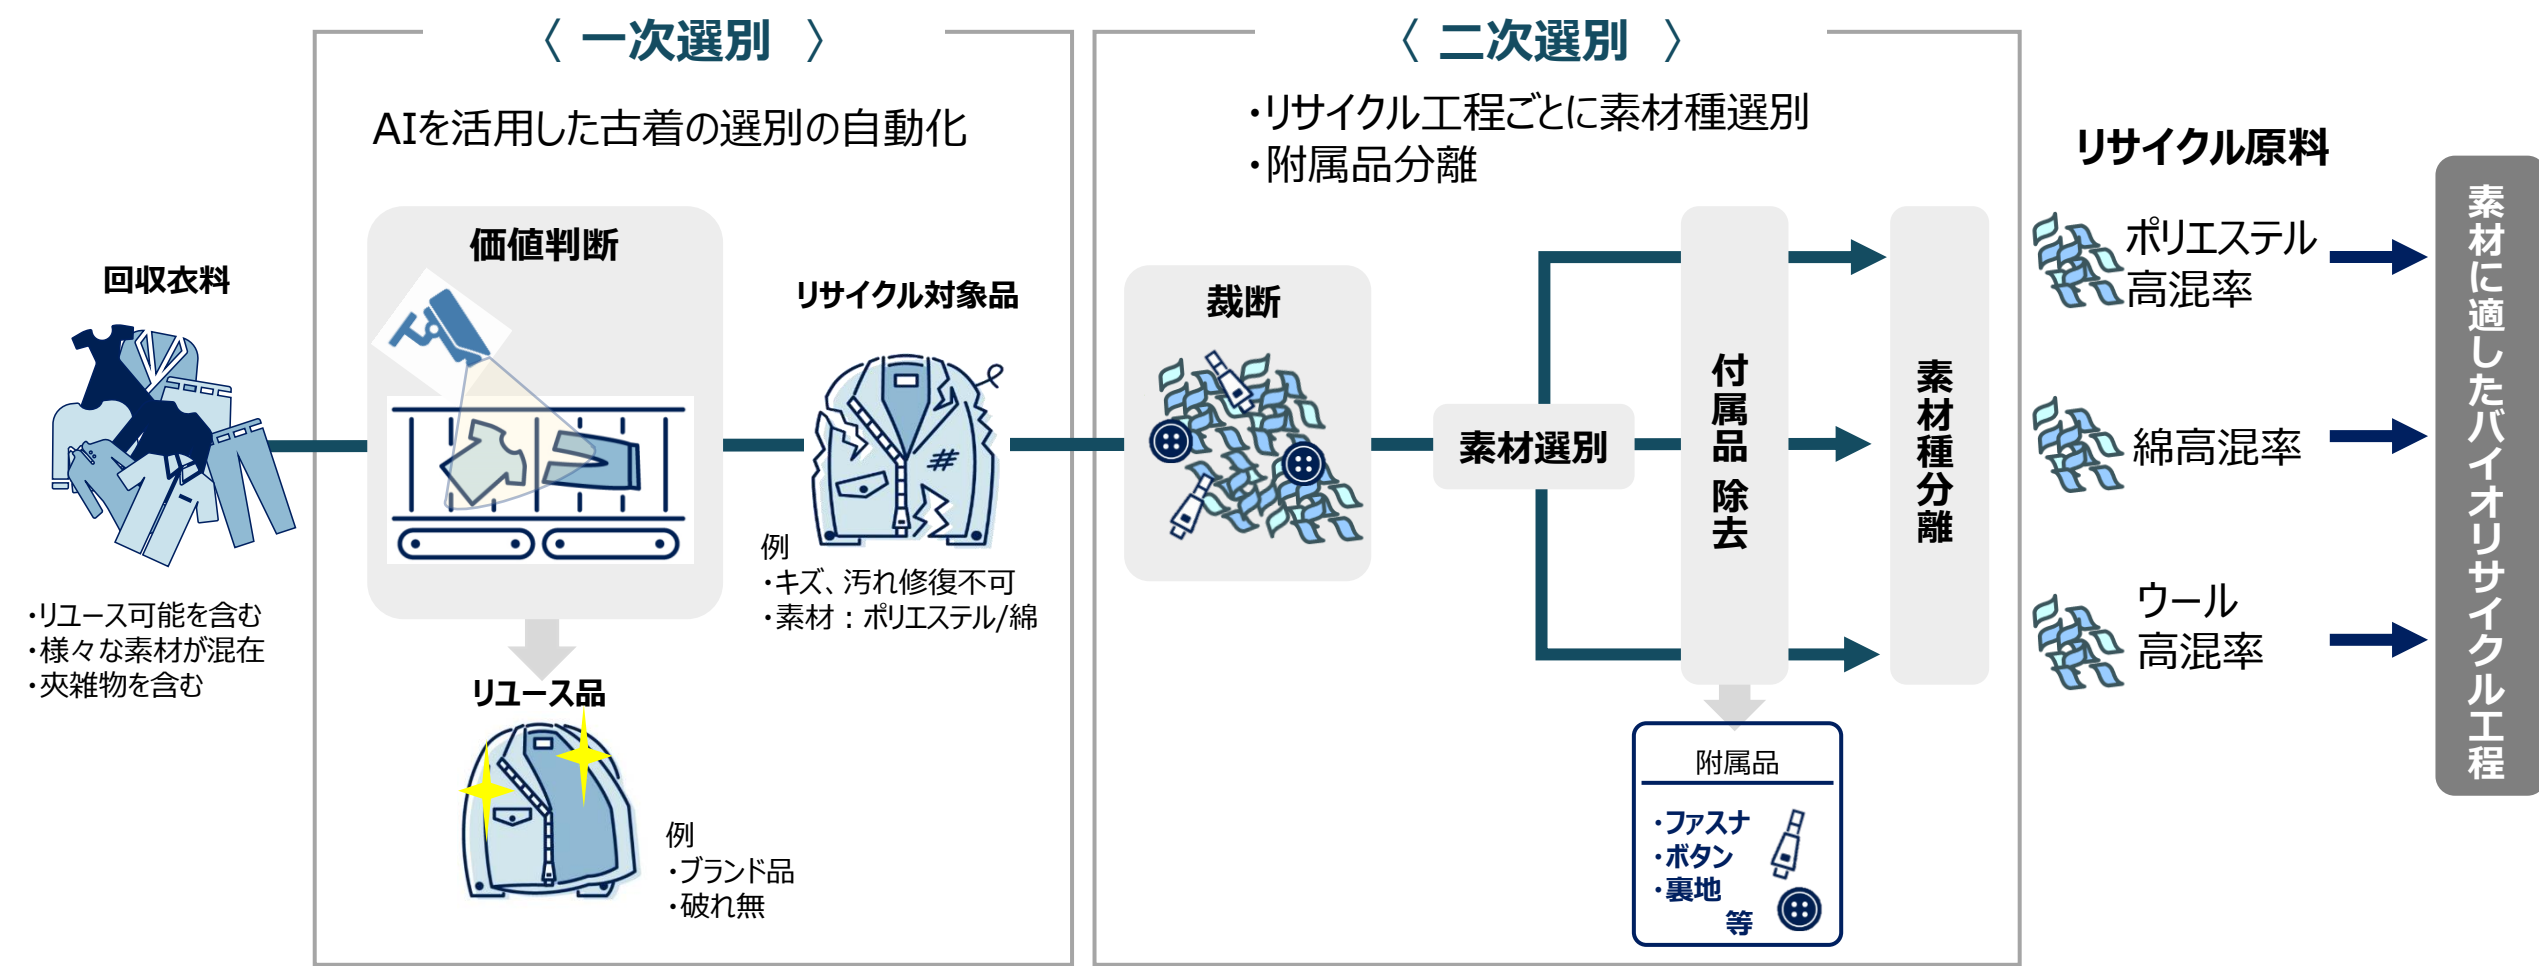 〈 一次選別 〉
AIを活用した古着の選別の自動化
回収衣料
・リユース可能を含む
・様々な素材が混在
・夾雑物を含む
価値判断
リサイクル対象品
例
・キズ、汚れ修復不可
・素材：ポリエステル/綿
リユース品
例
・ブランド品
・破れ無
〈 二次選別 〉
・リサイクル工程ごとに素材種選別
・附属品分離
裁断
素材選別
付属品 除去
素材種分離
附属品
・ファスナ
・ボタン
・裏地
等
リサイクル原料
ポリエステル
高混率
綿高混率
ウール
高混率
素材に適したバイオリサイクル工程